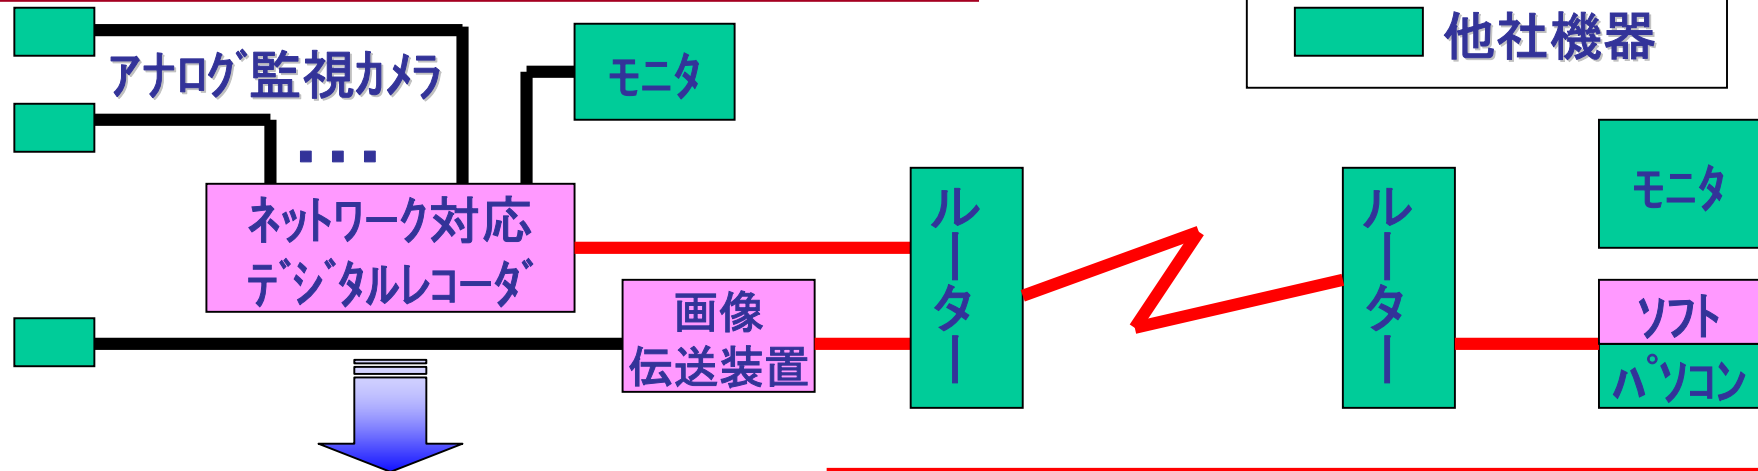 他社機器
アナログ監視カメラ
モニタ
・・・
ネットワーク対応
デジタルレコーダ
画像
伝送装置
ルーター
ルーター
モニタ
ソフト
パソコン